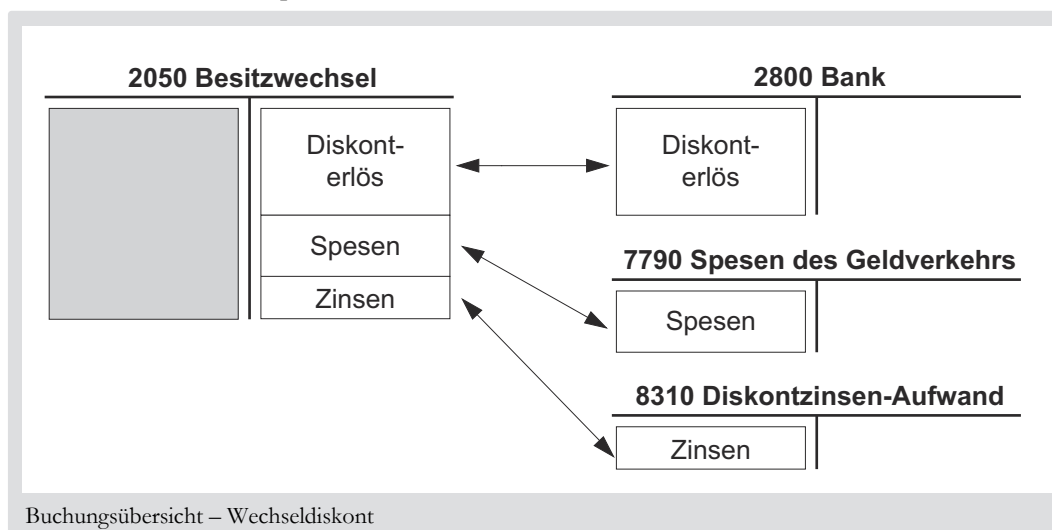 2050 Besitzwechsel
2800 Bank
Diskont-
erlös
Diskont-
erlös
Spesen
7790 Spesen des Geldverkehrs
Zinsen
Spesen
8310 Diskontzinsen-Aufwand
Zinsen
Buchungsübersicht – Wechseldiskont